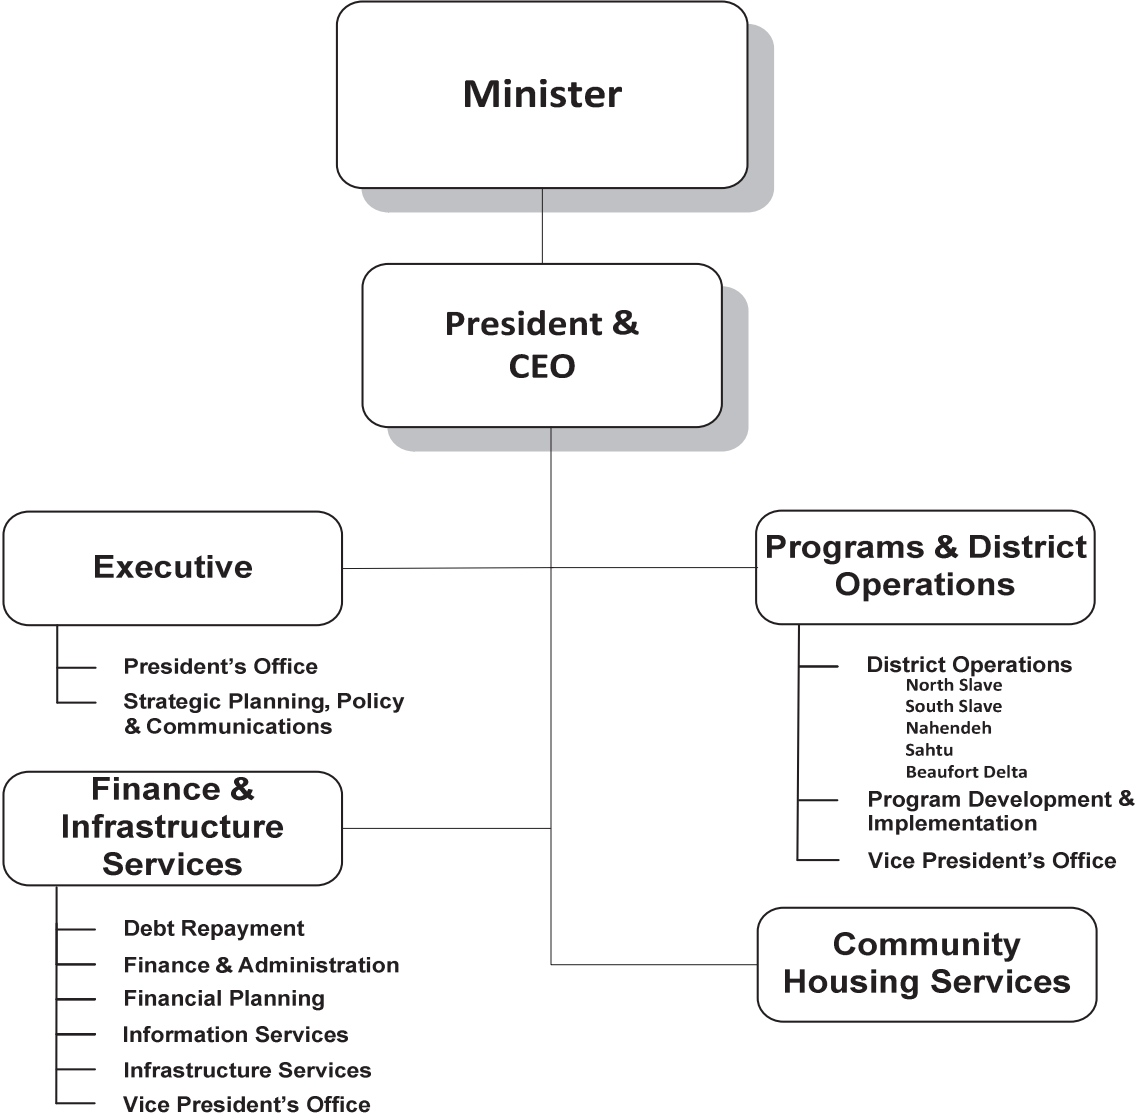 Minister
President &
CEO
Executive
President’s Office
Strategic Planning, Policy
& Communications
Programs & District
Operations
District Operations
North Slave
South Slave
Nahendeh
Sahtu
Beaufort Delta
Program Development &
Implementation
Vice President’s Office
Finance &
Infrastructure
Services
Debt Repayment
Finance & Administration
Financial Planning
Information Services
Infrastructure Services
Vice President’s Office
Community
Housing Services